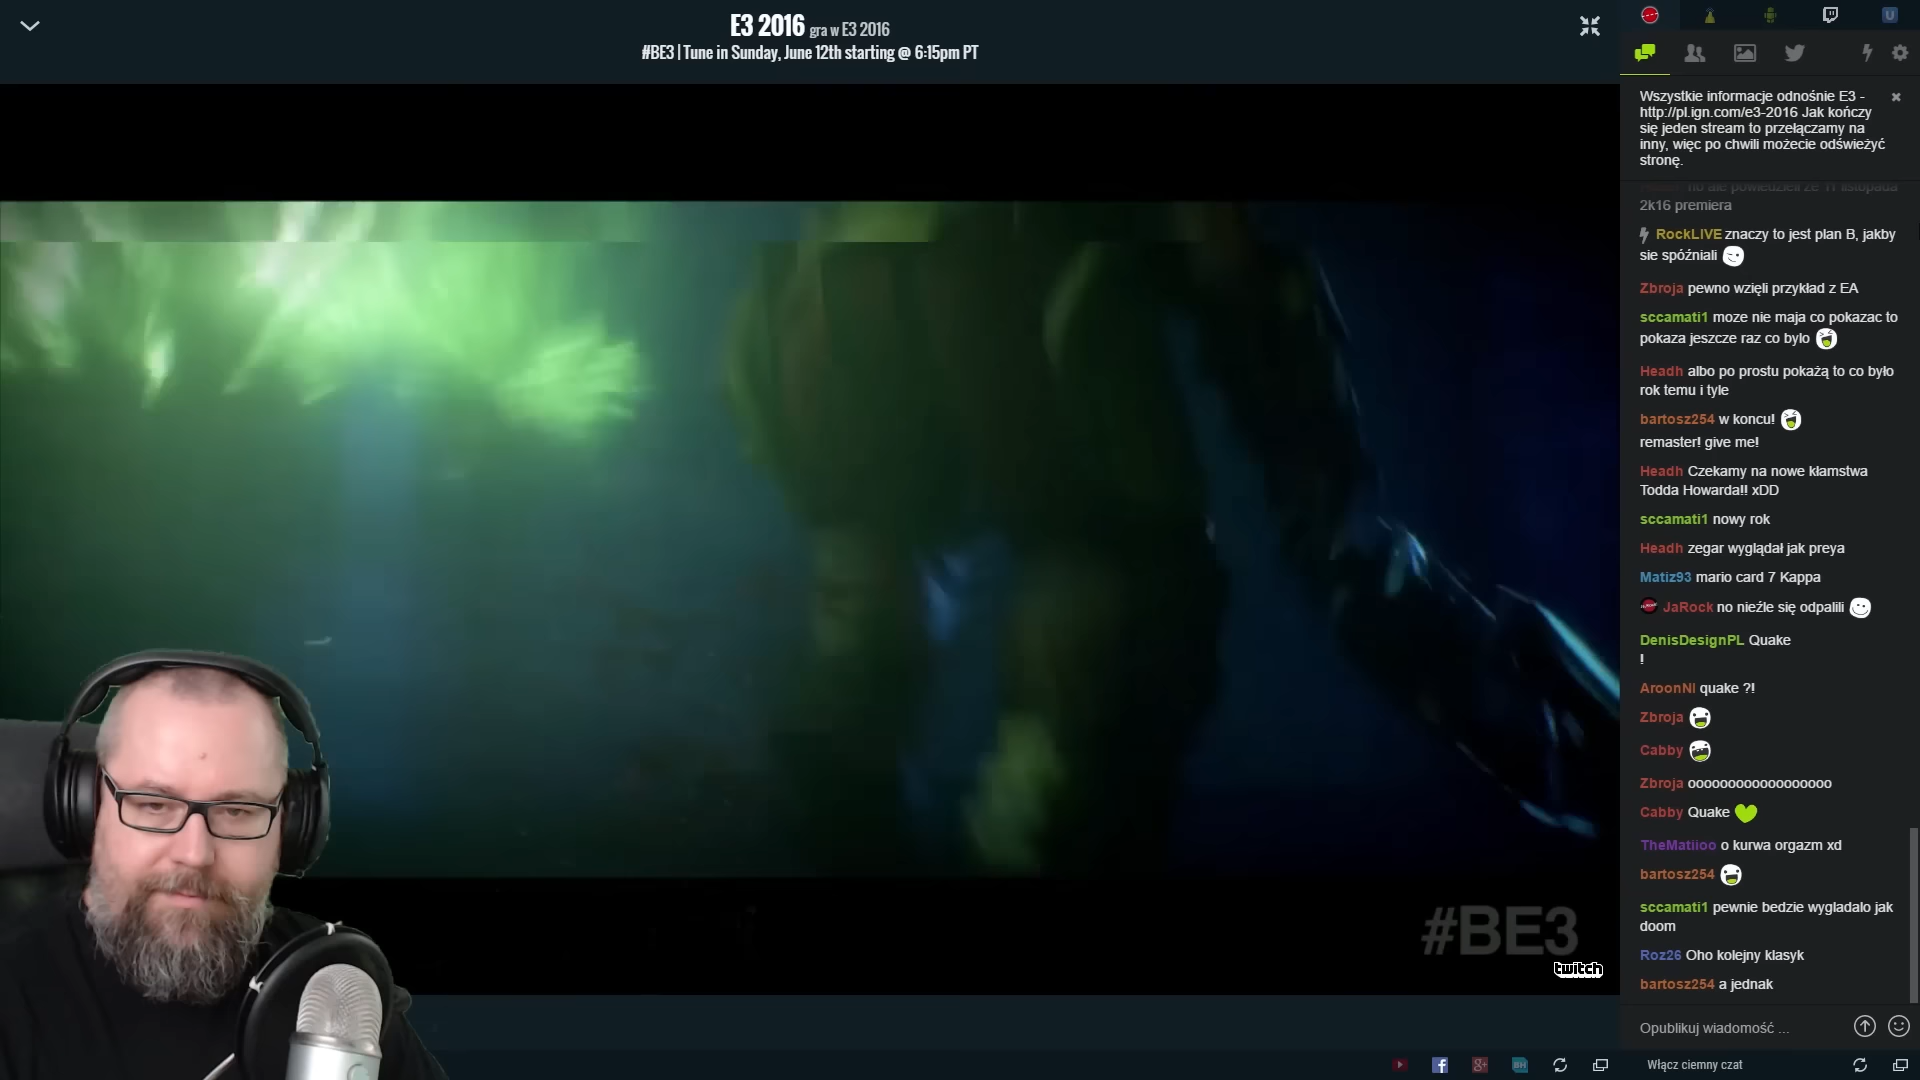 E3 2016 gra w E3 2016
#BE3 | Tune in Sunday, June 12th starting @ 6:15pm PT
#BE3
twitch
Wszystkie informacje odnośnie E3 -
http://pl.ign.com/e3-2016 Jak kończy
się jeden stream to przełączamy na
inny, więc po chwili możecie odświeżyć
stronę.
no ale powiedzieli ze 11 listopada
2k16 premiera
RockLIVE znaczy to jest plan B, jakby
sie spóźniali
Zbroja pewno wzięli przykład z EA
sccamati1 moze nie maja co pokazac to
pokaza jeszcze raz co bylo
Headh albo po prostu pokażą to co było
rok temu i tyle
bartosz254 w koncu!
remaster! give me!
Headh Czekamy na nowe kłamstwa
Todda Howarda!! xDD
sccamati1 nowy rok
Headh zegar wyglądał jak preya
Matiz93 mario card 7 Kappa
JaRock no nieźle się odpalili
DenisDesignPL Quake
!
AroonNI quake ?!
Zbroja
Cabby
Zbroja oooooooooooooooooo
Cabby Quake
TheMatiioo o kurwa orgazm xd
bartosz254
sccamati1 pewnie bedzie wygladalo jak
doom
Roz26 Oho kolejny klasyk
bartosz254 a jednak
Opublikuj wiadomość ...
Włącz ciemny czat